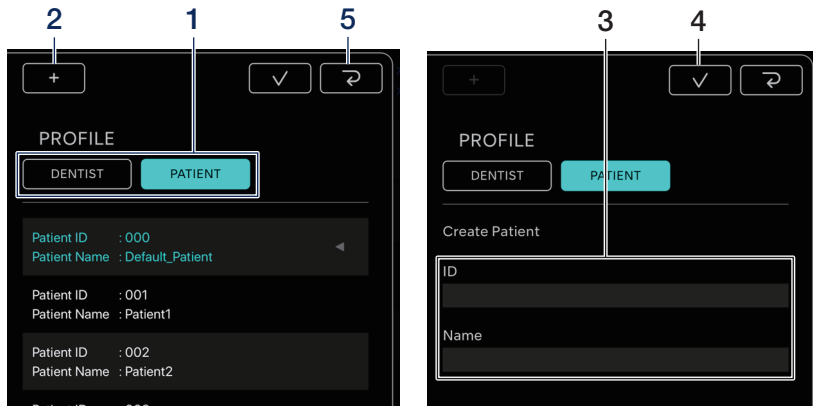 2 1 5
+
PROFILE
DENTIST PATIENT
Patient ID : 000
Patient Name : Default_Patient
Patient ID : 001
Patient Name : Patient1
Patient ID : 002
Patient Name : Patient2
3 4
+
PROFILE
DENTIST PATIENT
Create Patient
ID
Name